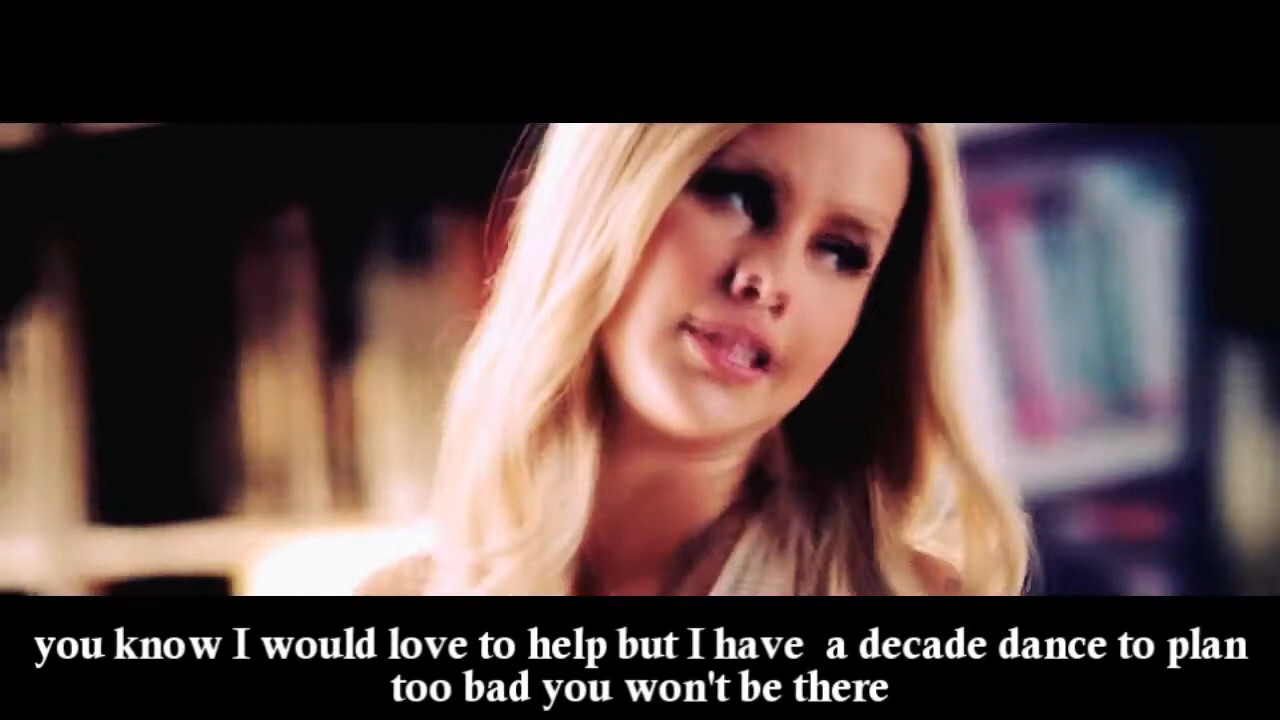 you know I would love to help but I have  a decade dance to plan
too bad you won't be there